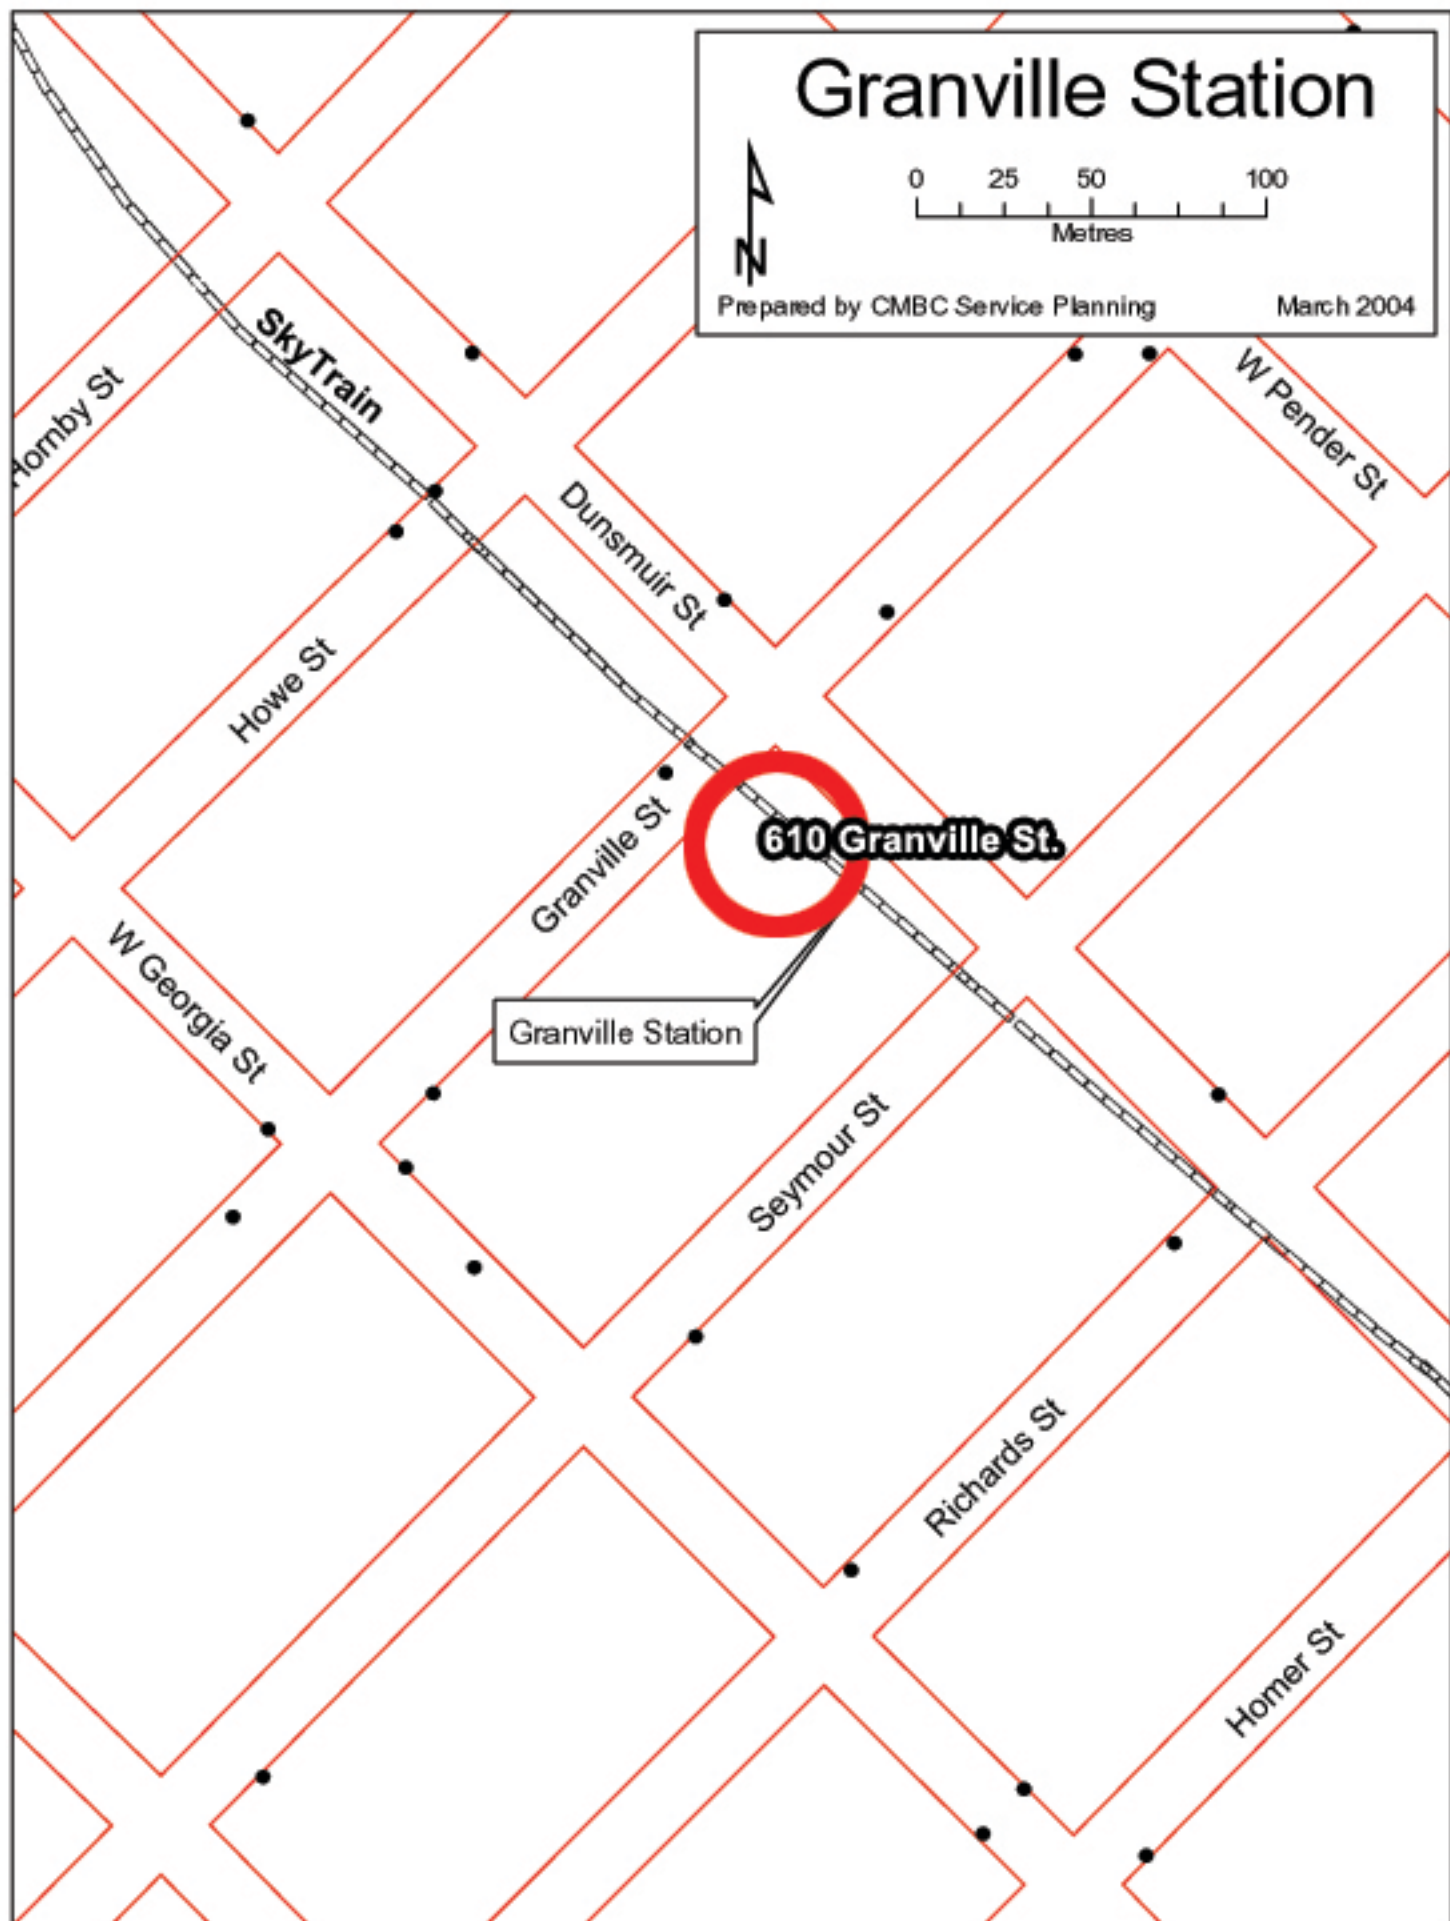 Granville Station
0 25 50 100
Metres
N
Prepared by CMBC Service Planning March 2004
SkyTrain
Hornby St
W Pender St
Dunsmuir St
Howe St
Granville St
610 Granville St.
W Georgia St
Granville Station
Seymour St
Richards St
Homer St